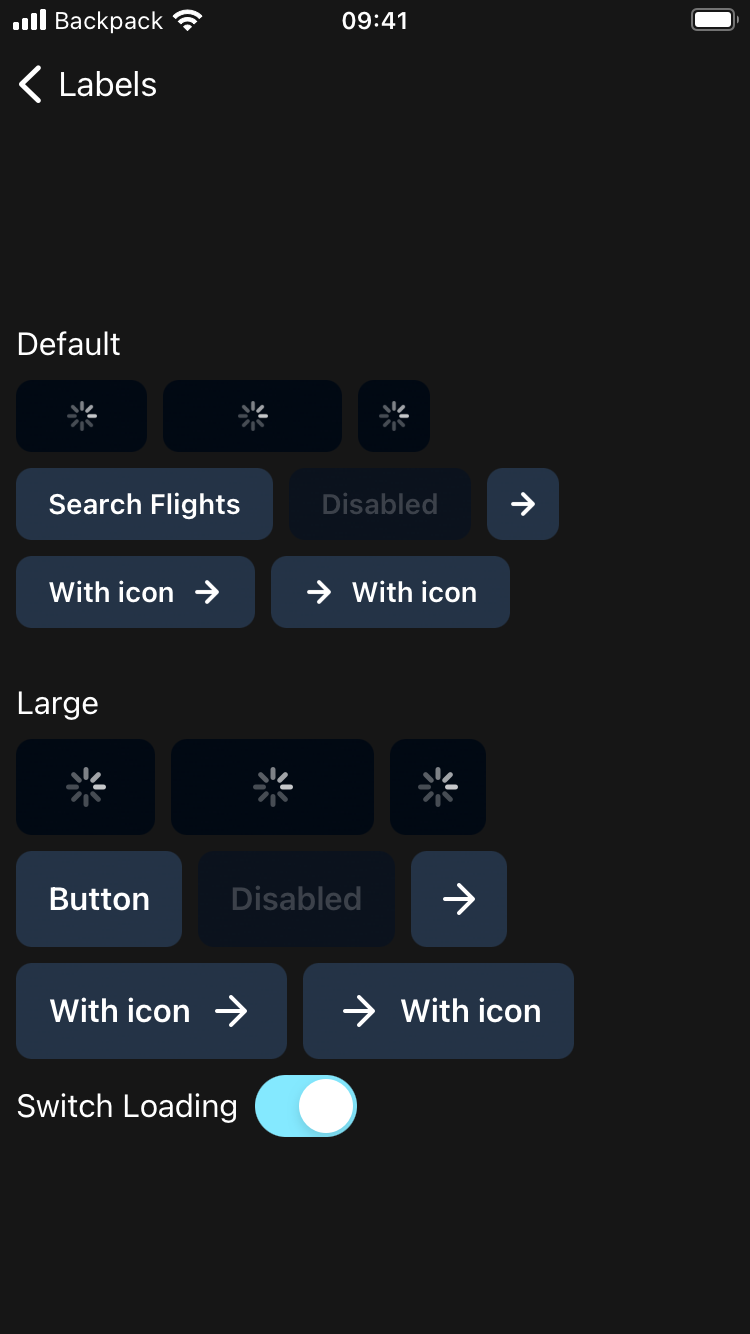 Backpack 09:41
Labels
Default
Search Flights Disabled
With icon With icon
Large
Button Disabled
With icon With icon
Switch Loading